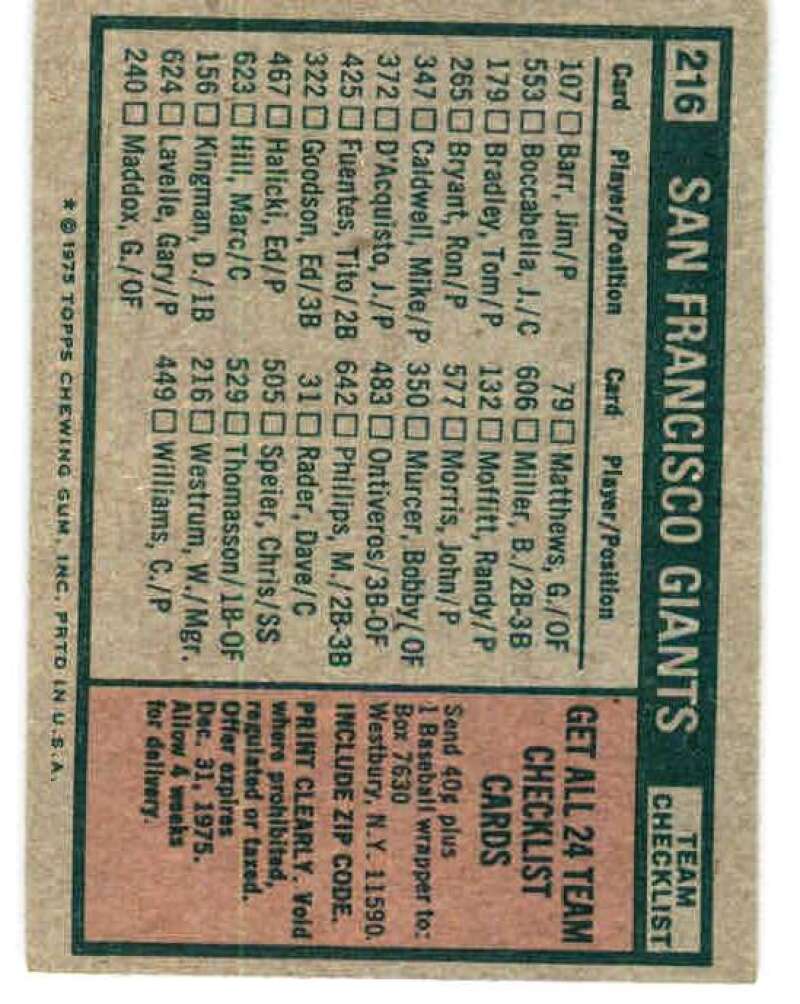 216 SAN FRANCISCO GIANTS TEAM CHECKLIST
Card Player/Position Card Player/Position
107 □ Barr, Jim/P
553 □ Boccabella, J./C
179 □ Bradley, Tom/P
265 □ Bryant, Ron/P
347 □ Caldwell, Mike/P
372 □ D'Acquisto, J./P
425 □ Fuentes, Tito/2B
322 □ Goodson, Ed/3B
467 □ Halicki, Ed/P
623 □ Hill, Marc/C
156 □ Kingman, D./1B
624 □ Lavelle, Gary/P
240 □ Maddox, G./OF
79 □ Matthews, G./OF
606 □ Miller, B./2B-3B
132 □ Moffitt, Randy/P
577 □ Morris, John/P
350 □ Murcer, Bobby/OF
483 □ Ontiveros/3B-OF
642 □ Phillips, M./2B-3B
31 □ Rader, Dave/C
505 □ Speier, Chris/SS
529 □ Thomasson/1B-OF
216 □ Westrum, W./Mgr.
449 □ Williams, C./P
GET ALL 24 TEAM
CHECKLIST
CARDS
Send 40¢ plus
1 Baseball wrapper to:
Box 7630
Westbury, N.Y. 11590.
INCLUDE ZIP CODE.
PRINT CLEARLY. Void
where prohibited,
regulated or taxed.
Offer expires
Dec. 31, 1975.
Allow 4 weeks
for delivery.
* © 1975 TOPPS CHEWING GUM, INC. PRTD IN U.S.A.